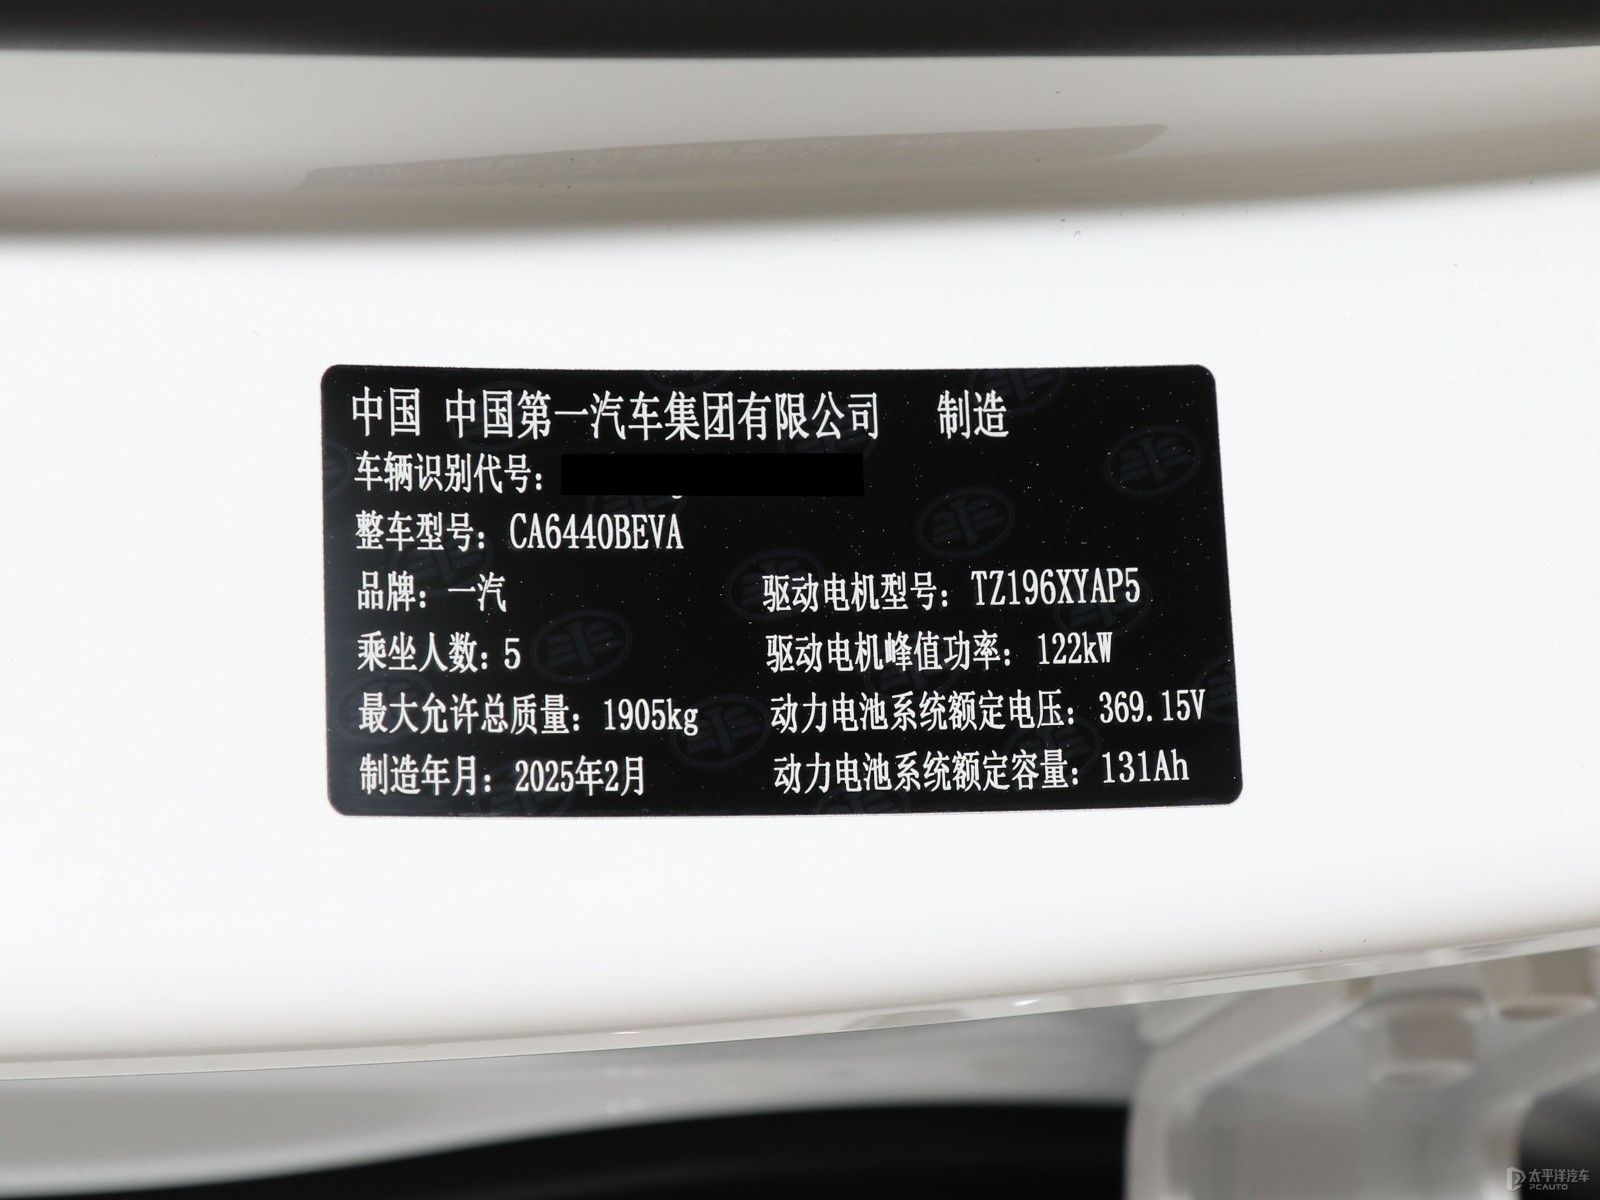 中国 中国第一汽车集团有限公司 制造
车辆识别代号：
整车型号：CA6440BEVA
品牌：一汽 驱动电机型号：TZ196XYAP5
乘坐人数：5 驱动电机峰值功率：122kW
最大允许总质量：1905kg 动力电池系统额定电压：369.15V
制造年月：2025年2月 动力电池系统额定容量：131Ah
太平洋汽车
PCAUTO